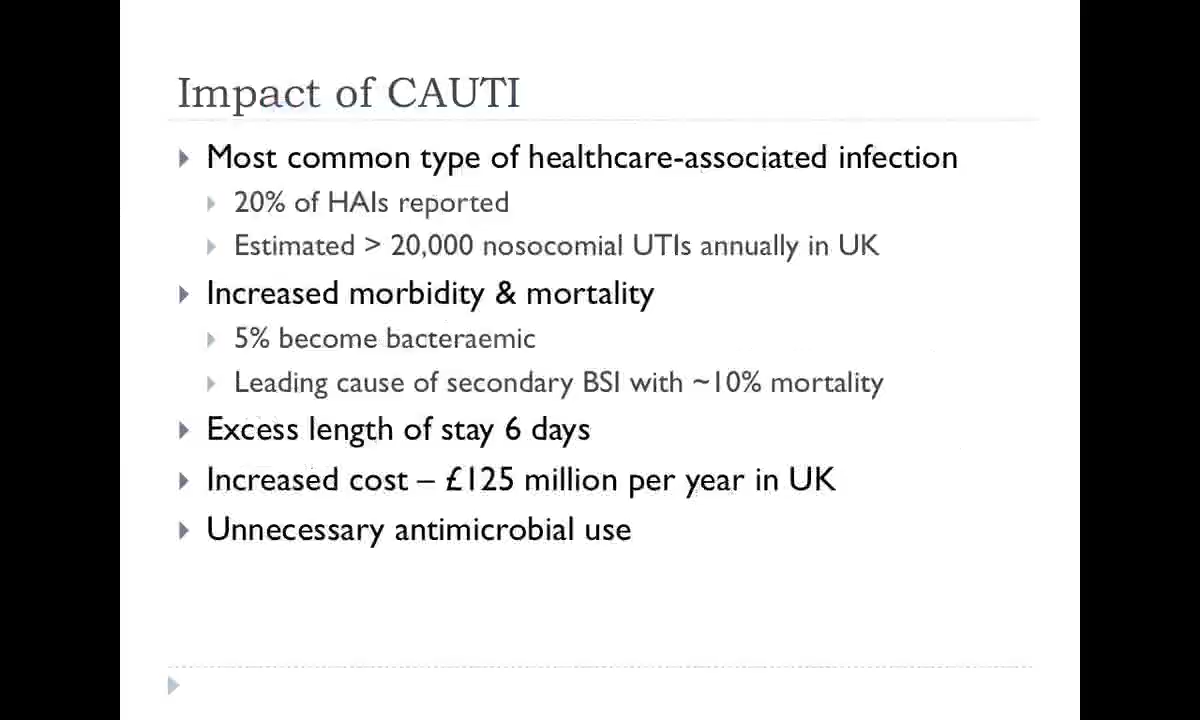 Impact of CAUTI
Most common type of healthcare-associated infection
20% of HAIs reported
Estimated > 20,000 nosocomial UTIs annually in UK
Increased morbidity & mortality
5% become bacteraemic
Leading cause of secondary BSI with ~10% mortality
Excess length of stay 6 days
Increased cost – £125 million per year in UK
Unnecessary antimicrobial use